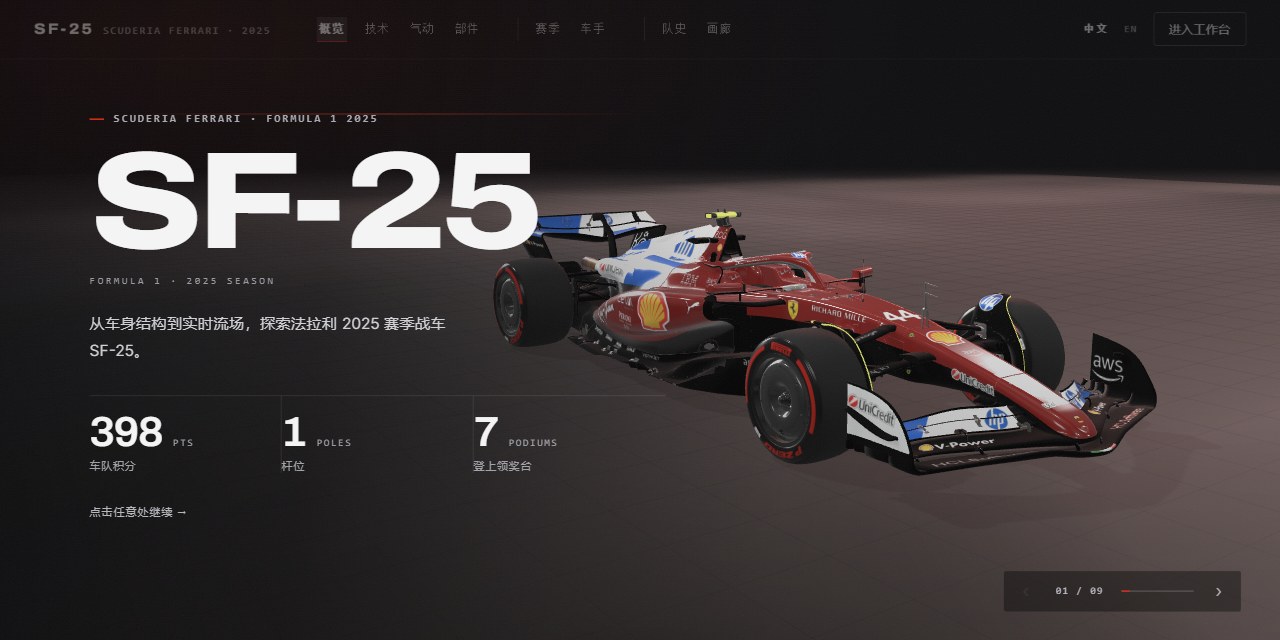 SF-25 SCUDERIA FERRARI · 2025
概览 技术 气动 部件 赛季 车手 队史 画廊
中文 EN 进入工作台
SCUDERIA FERRARI · FORMULA 1 2025
SF-25
FORMULA 1 · 2025 SEASON
从车身结构到实时流场，探索法拉利 2025 赛季战车
SF-25。
398 PTS
车队积分
1 POLES
杆位
7 PODIUMS
登上领奖台
点击任意处继续 →
RICHARD MILLE
44
UniCredit
aws
UniCredit
hp
V-Power
01 / 09